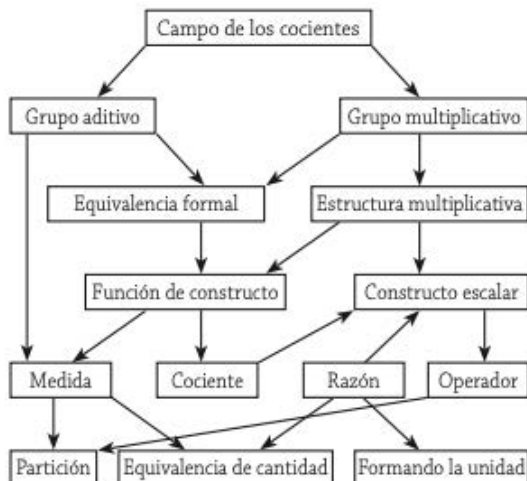 Campo de los cocientes
Grupo aditivo
Grupo multiplicativo
Equivalencia formal
Estructura multiplicativa
Función de constructo
Constructo escalar
Medida
Cociente
Razón
Operador
Partición
Equivalencia de cantidad
Formando la unidad